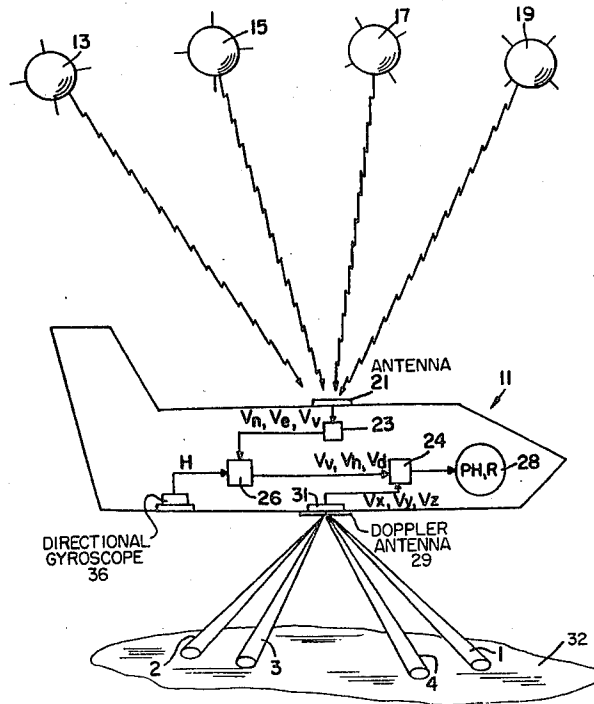 13
15
17
19
ANTENNA
21
11
Vn, Ve, Vv
23
24
H
Vv, Vh, Vd
PH,R
28
26
31
Vx, Vy, Vz
DIRECTIONAL
GYROSCOPE
36
DOPPLER
ANTENNA
29
2
3
4
1
32